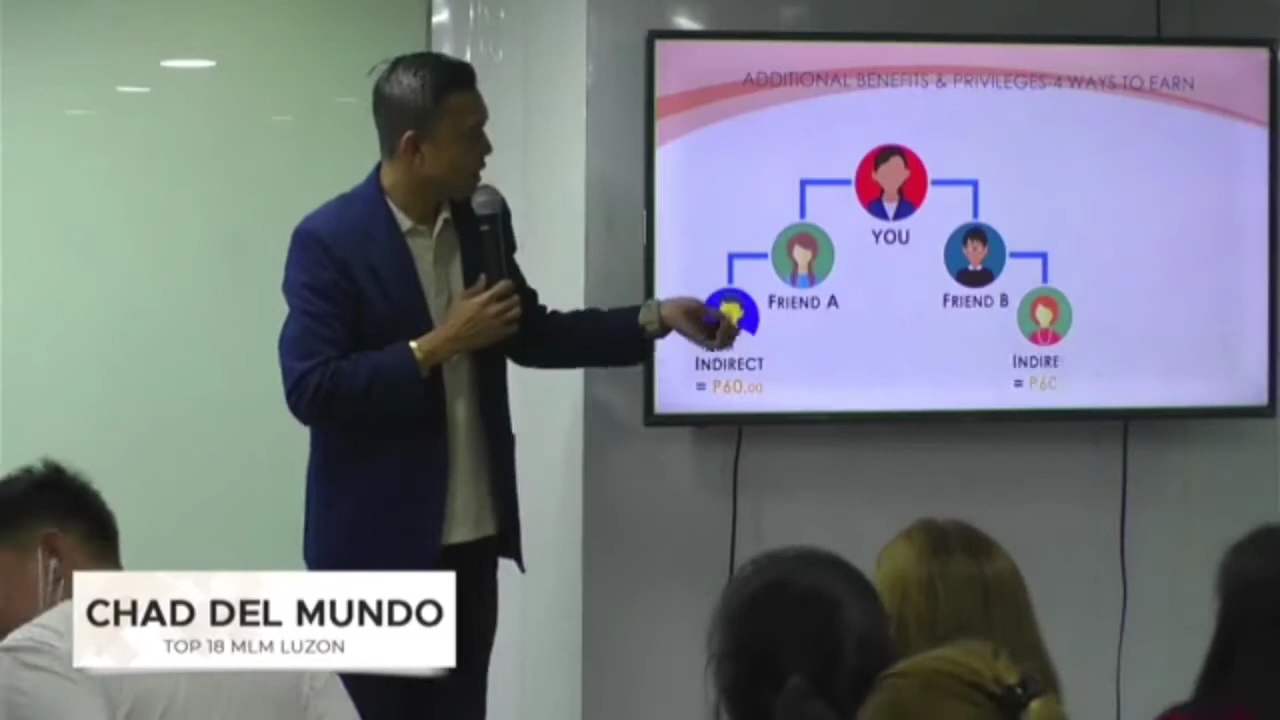 ADDITIONAL BENEFITS & PRIVILEGES-4 WAYS TO EARN
YOU
FRIEND A
FRIEND B
INDIRECT
= P60.00
INDIRE
= P60
CHAD DEL MUNDO
TOP 18 MLM LUZON